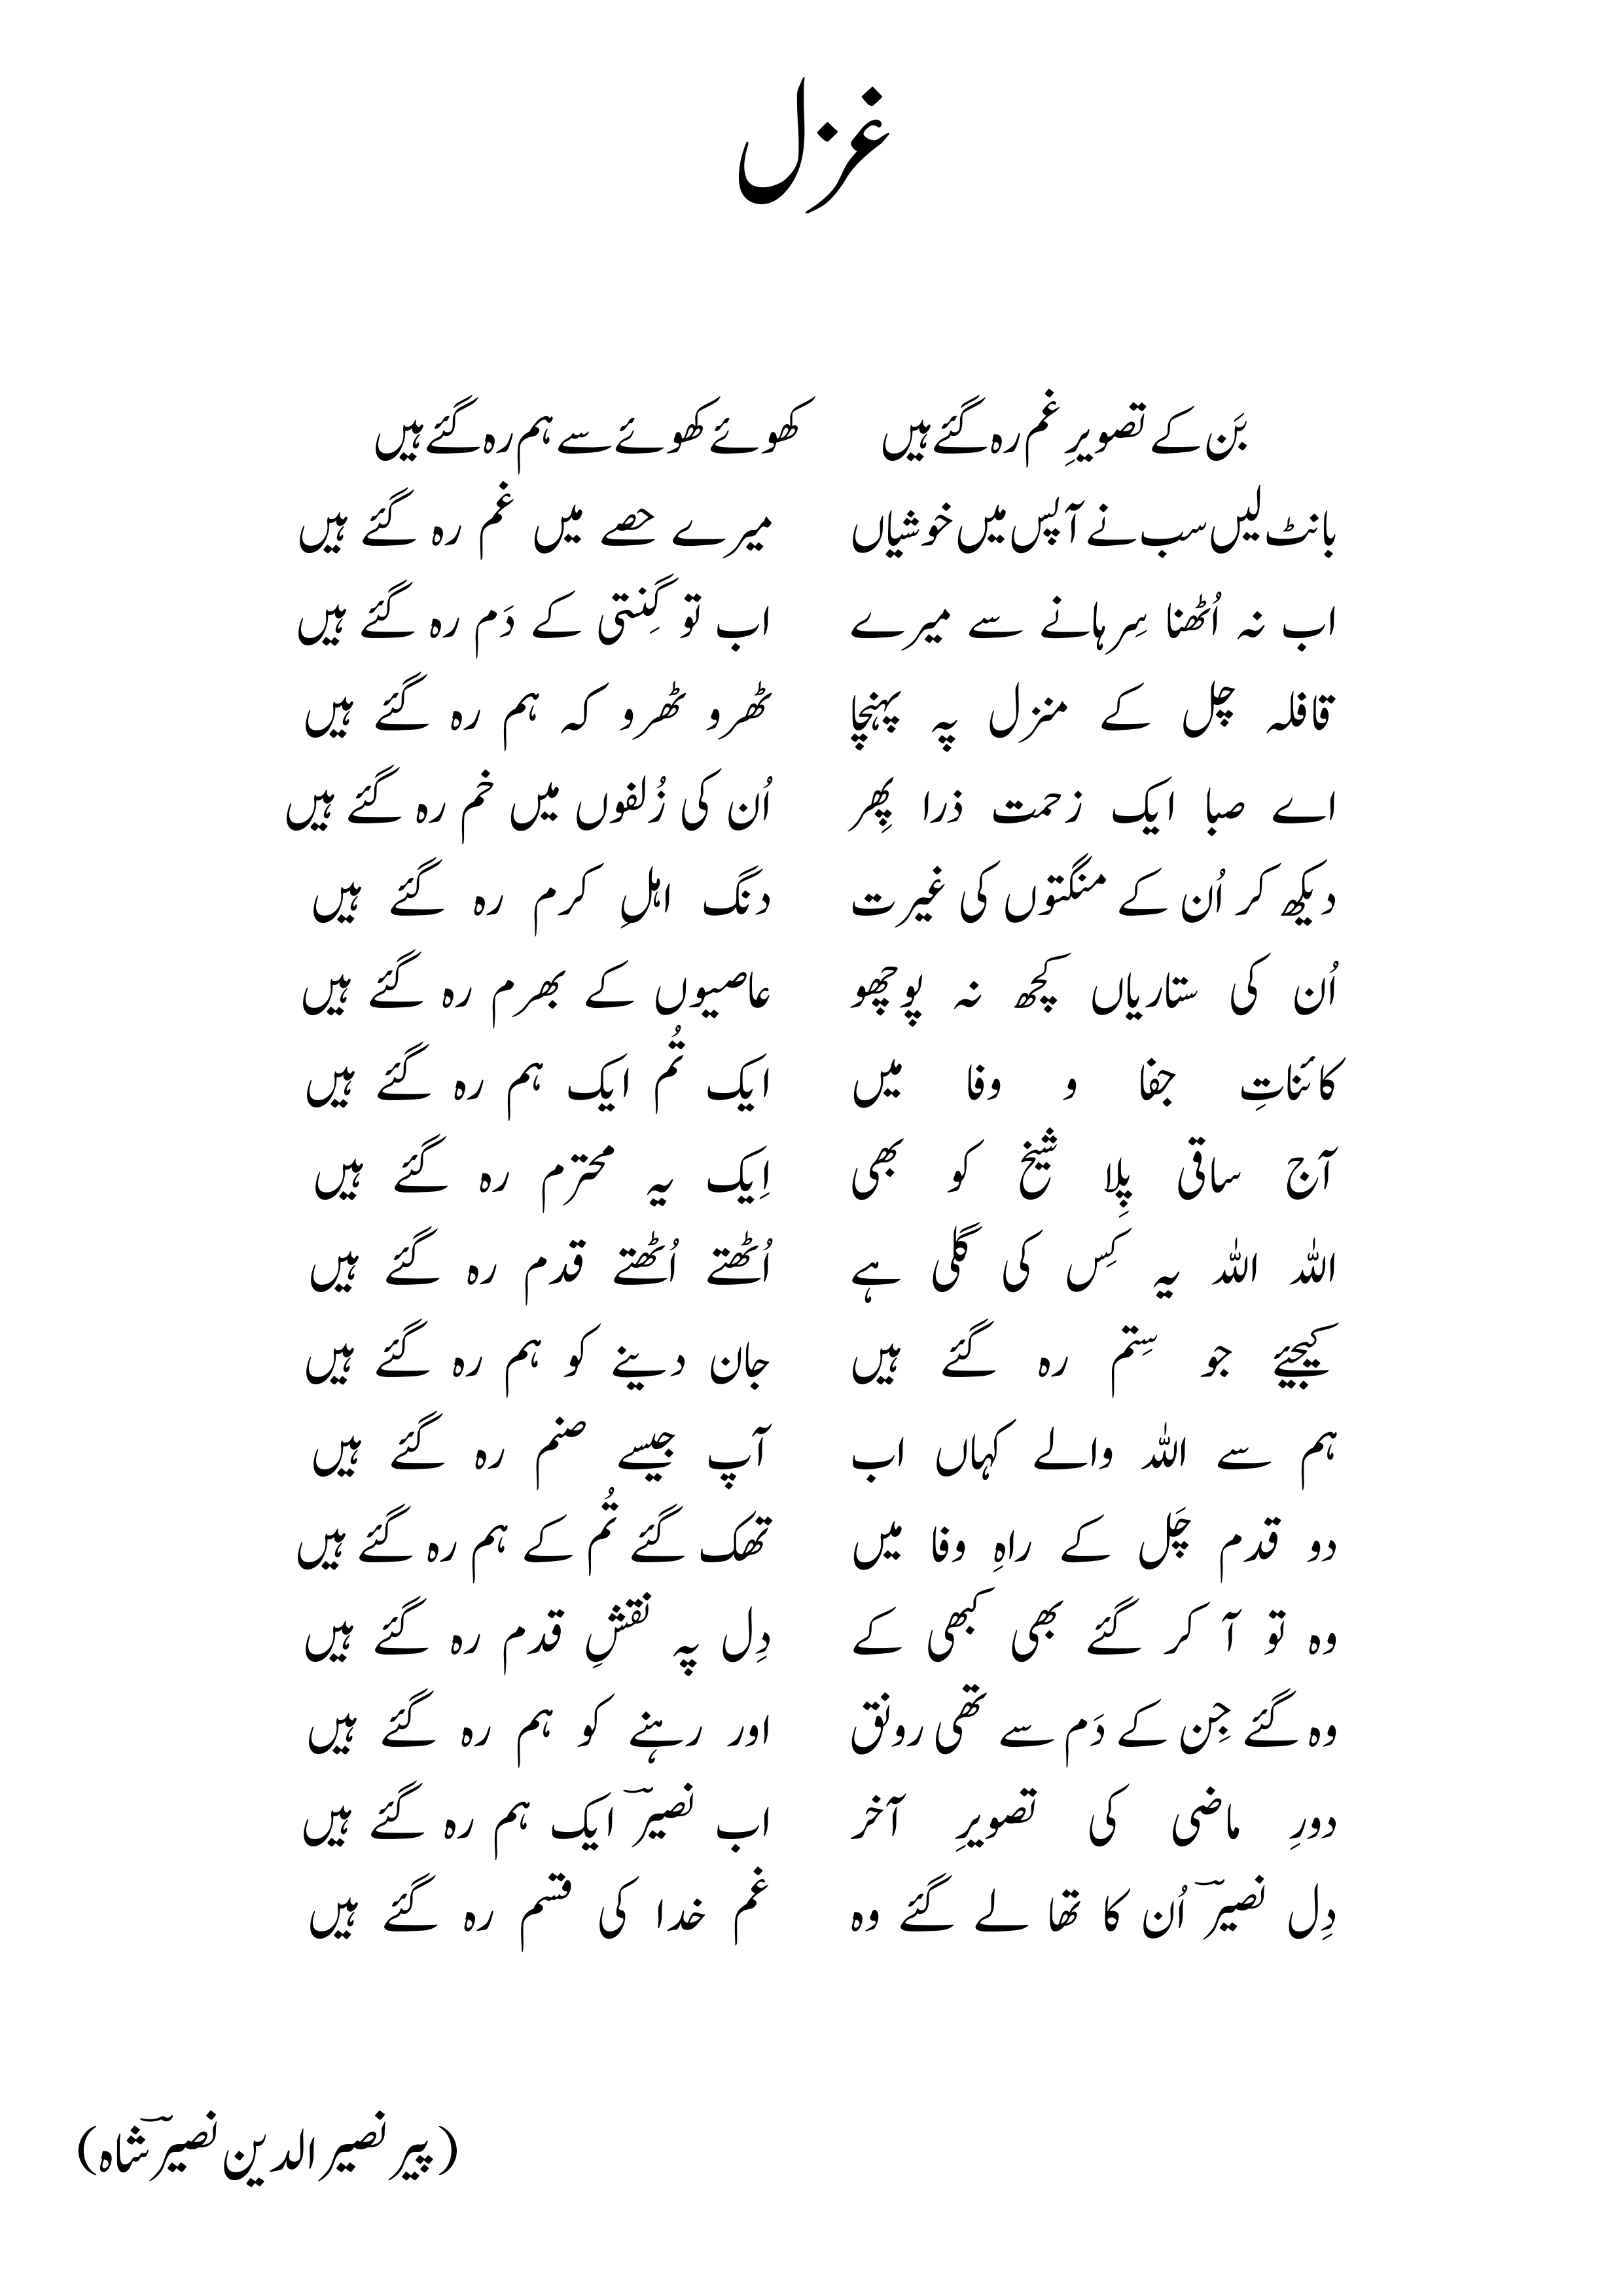 غزل
بَن کے تصویرِ غم رہ گئے ہیں کھوئے کھوئے سے ہم رہ گئے ہیں
بانٹ لیں سب نے آپس میں خوشیاں میرے حصے میں غم رہ گئے ہیں
اب نہ اُٹھنا سِرہانے سے میرے اب تو گِنتی کے دَم رہ گئے ہیں
قافلہ چل کے منزل پہ پہنچا ٹھرو ٹھرو کہ ہم رہ گئے ہیں
اے صبا ایک زحمت ذرا پِھر اُن کی زُلفوں میں خم رہ گئے ہیں
دیکھ کر اُن کے منگتوں کی غیرت دنگ اہلِ کرم رہ گئے ہیں
اُن کی ستاریاں کچھ نہ پوچھو عاصیوں کے بھرم رہ گئے ہیں
کائناتِ جفا و وفا میں ایک تُم ایک ہم رہ گئے ہیں
آج ساقی پِلا شیخ کو بھی اِیک یہ محترم رہ گئے ہیں
اللہ اللہ یہ کِس کی گلی ہے اُٹھتے اُٹھتے قدم رہ گئے ہیں
کیجیئے جو سِتم رہ گئے ہیں جان دینے کو ہم رہ گئے ہیں
ہم سے اللہ والے کہاں اب آپ جیسے صنم رہ گئے ہیں
دو قدم چَل کے راہِ وفا میں تھک گئے تُم کے ہم رہ گئے ہیں
وہ تو آ کر گئے بھی کبھی کے دِل پہ نقشِ قدم رہ گئے ہیں
وہ گئے جِن کے دَم سے تھی رونق اور رہنے کو ہم رہ گئے ہیں
دورِ ماضی کی تصویرِ آخر اب نصیرؔ ایک ہم رہ گئے ہیں
دِل نصیرؔ اُن کا تھا لے گئے وہ غم خدا کی قسم رہ گئے ہیں
(پیر نصیر الدین نصیرؔ شاہ)